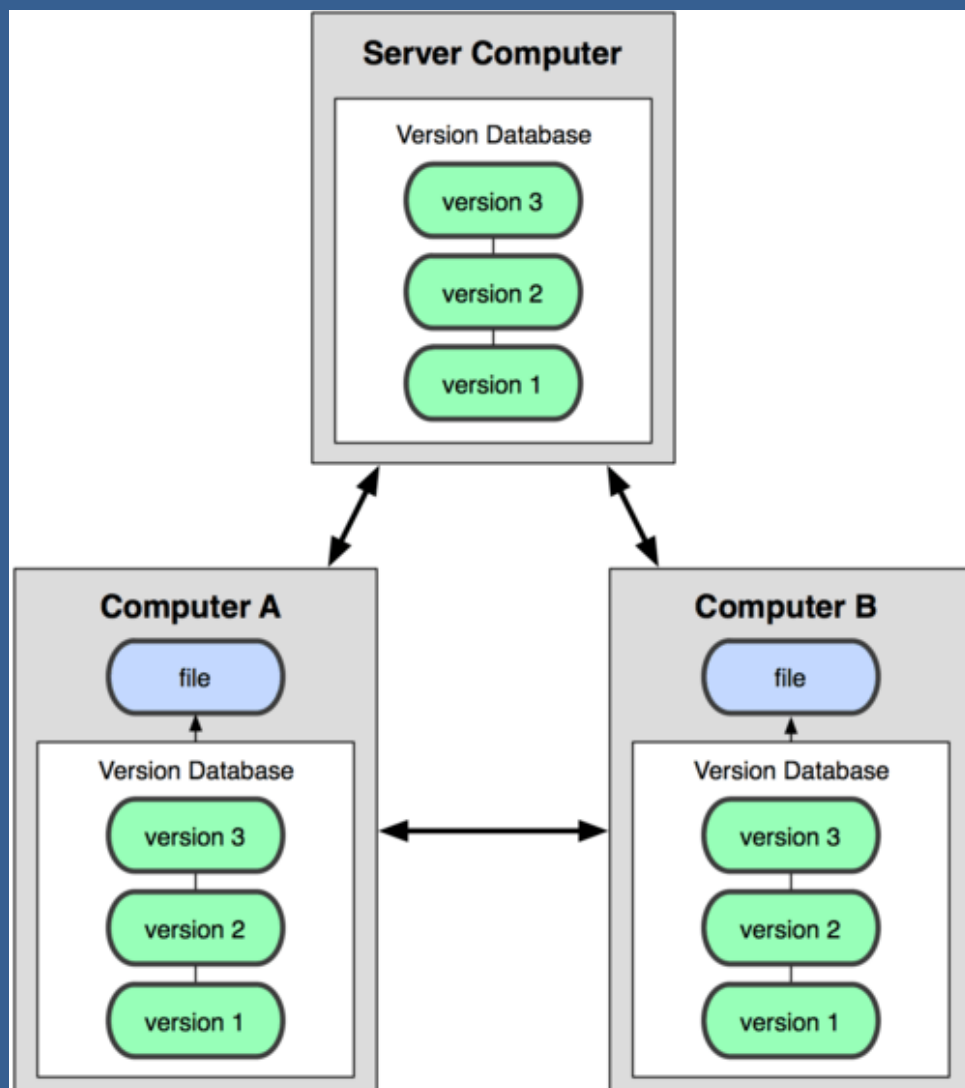 Server Computer
Version Database
version 3
version 2
version 1
Computer A
file
Version Database
version 3
version 2
version 1
Computer B
file
Version Database
version 3
version 2
version 1